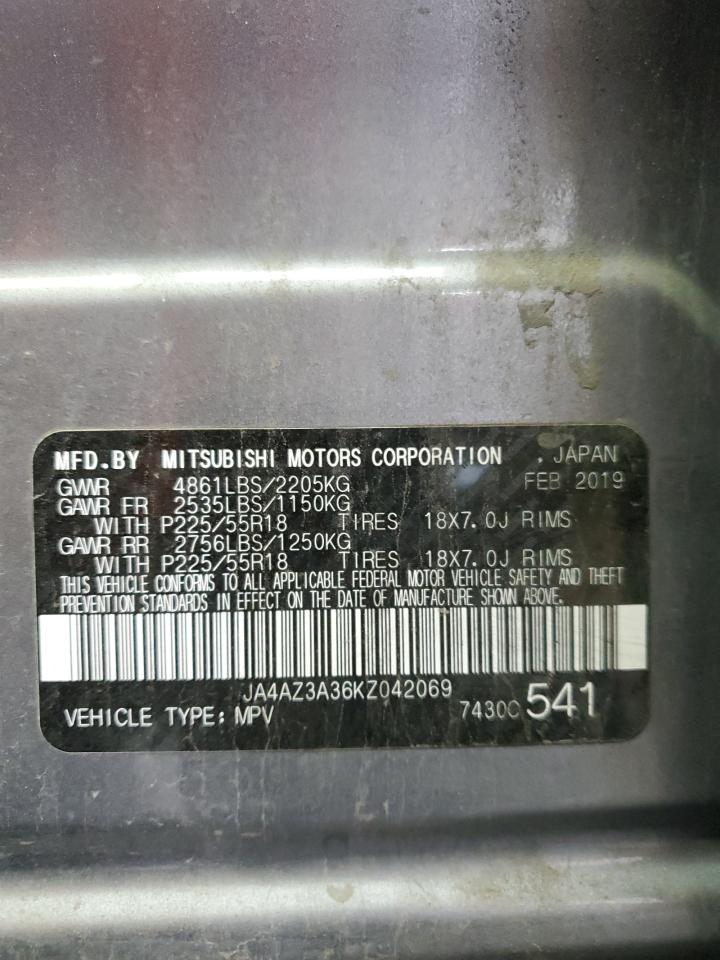 MFD.BY MITSUBISHI MOTORS CORPORATION . JAPAN
GVWR 4861LBS/2205KG FEB 2019
GAWR FR 2535LBS/1150KG
WITH P225/55R18 TIRES 18X7.0J RIMS
GAWR RR 2756LBS/1250KG
WITH P225/55R18 TIRES 18X7.0J RIMS
THIS VEHICLE CONFORMS TO ALL APPLICABLE FEDERAL MOTOR VEHICLE SAFETY AND THEFT
PREVENTION STANDARDS IN EFFECT ON THE DATE OF MANUFACTURE SHOWN ABOVE.
JA4AZ3A36KZ042069
VEHICLE TYPE: MPV 7430C 541